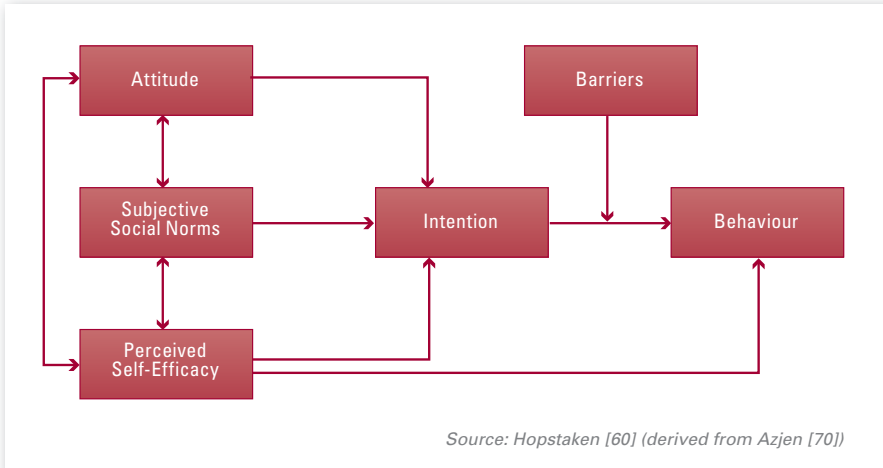 Attitude
Barriers
Subjective
Social Norms
Intention
Behaviour
Perceived
Self-Efficacy
Source: Hopstaken [60] (derived from Azjen [70])